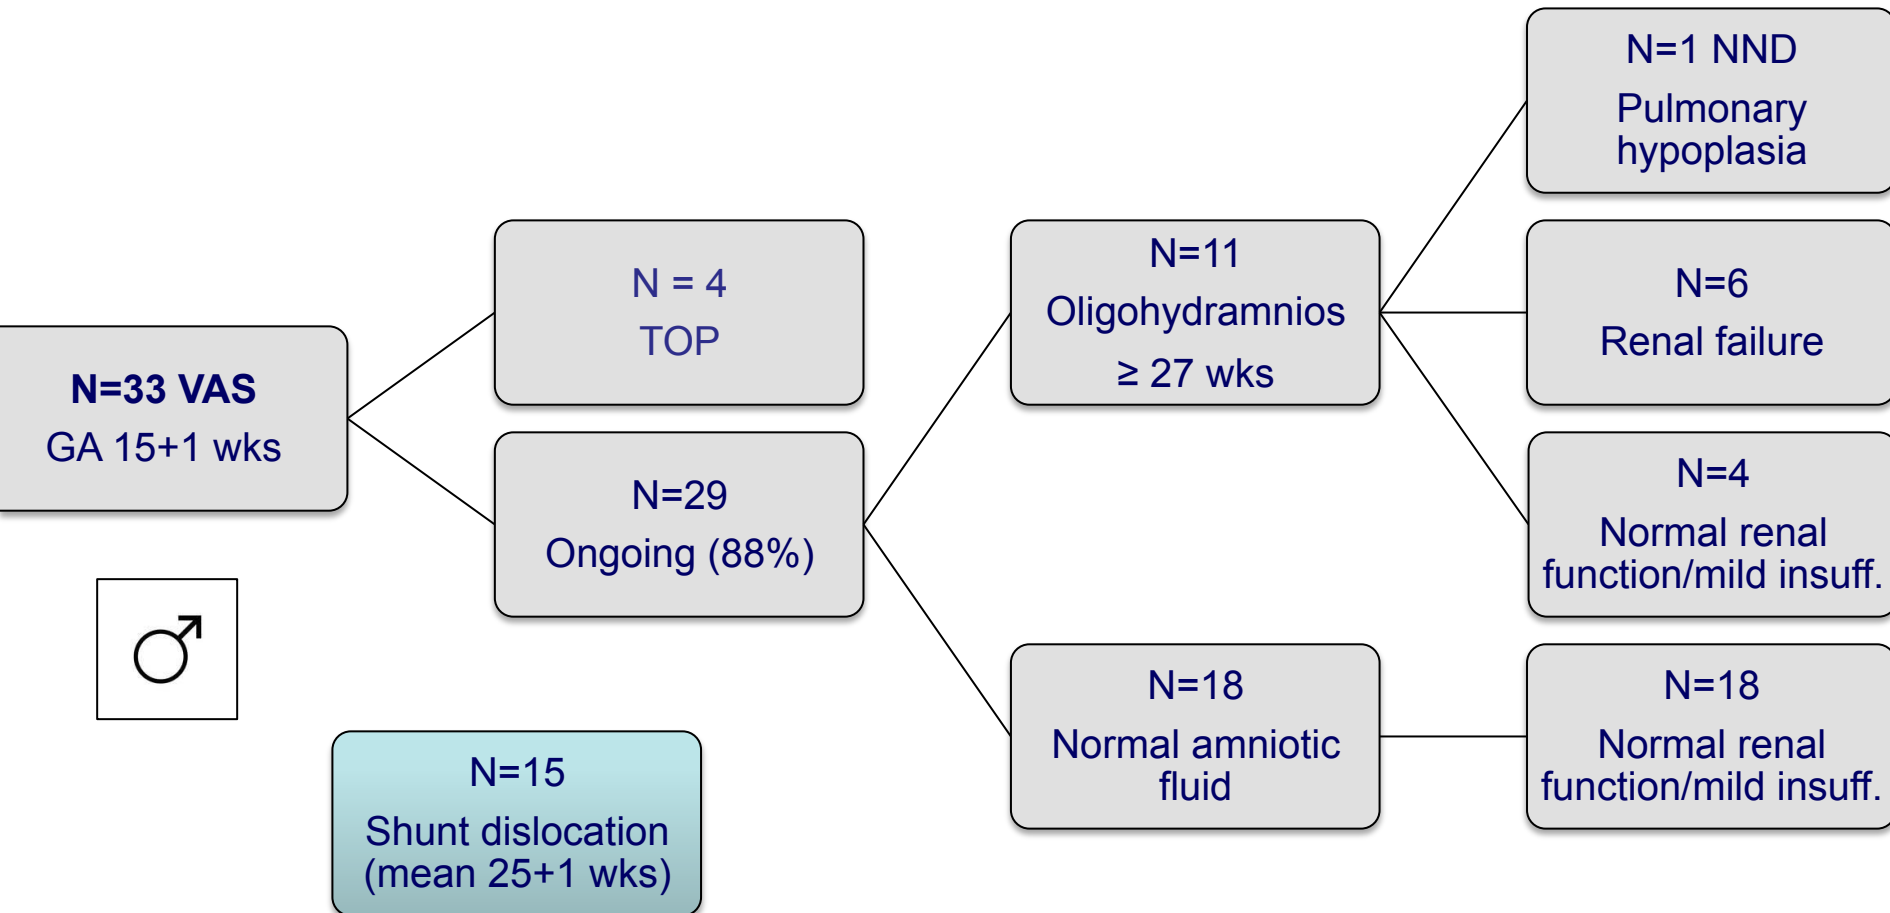 N=33 VAS
GA 15+1 wks
N = 4
TOP
N=29
Ongoing (88%)
N=15
Shunt dislocation
(mean 25+1 wks)
N=11
Oligohydramnios
≥ 27 wks
N=18
Normal amniotic
fluid
N=1 NND
Pulmonary
hypoplasia
N=6
Renal failure
N=4
Normal renal
function/mild insuff.
N=18
Normal renal
function/mild insuff.